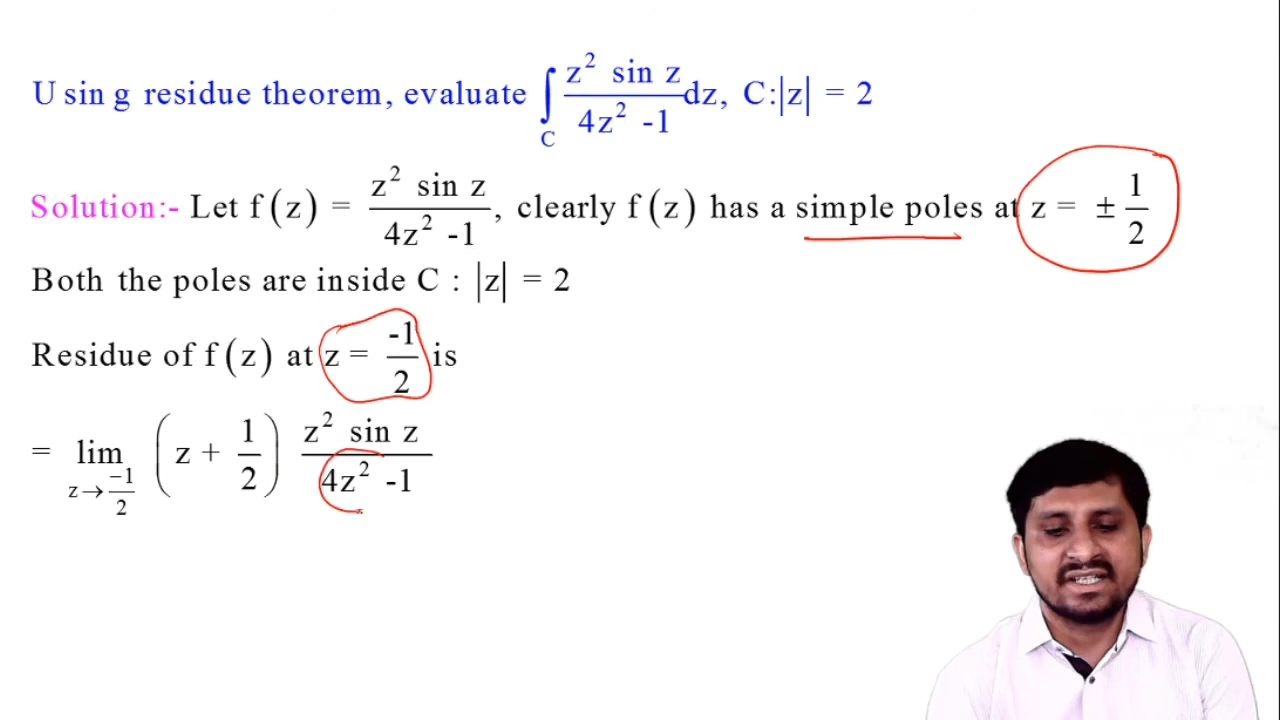 U sin g residue theorem, evaluate ∫_C (z² sin z)/(4z² -1) dz, C:|z| = 2
Solution:- Let f(z) = (z² sin z)/(4z² -1), clearly f(z) has a simple poles at z = ± 1/2
Both the poles are inside C : |z| = 2
Residue of f(z) at z = -1/2 is
= lim z→-1/2 (z + 1/2) (z² sin z)/(4z² -1)